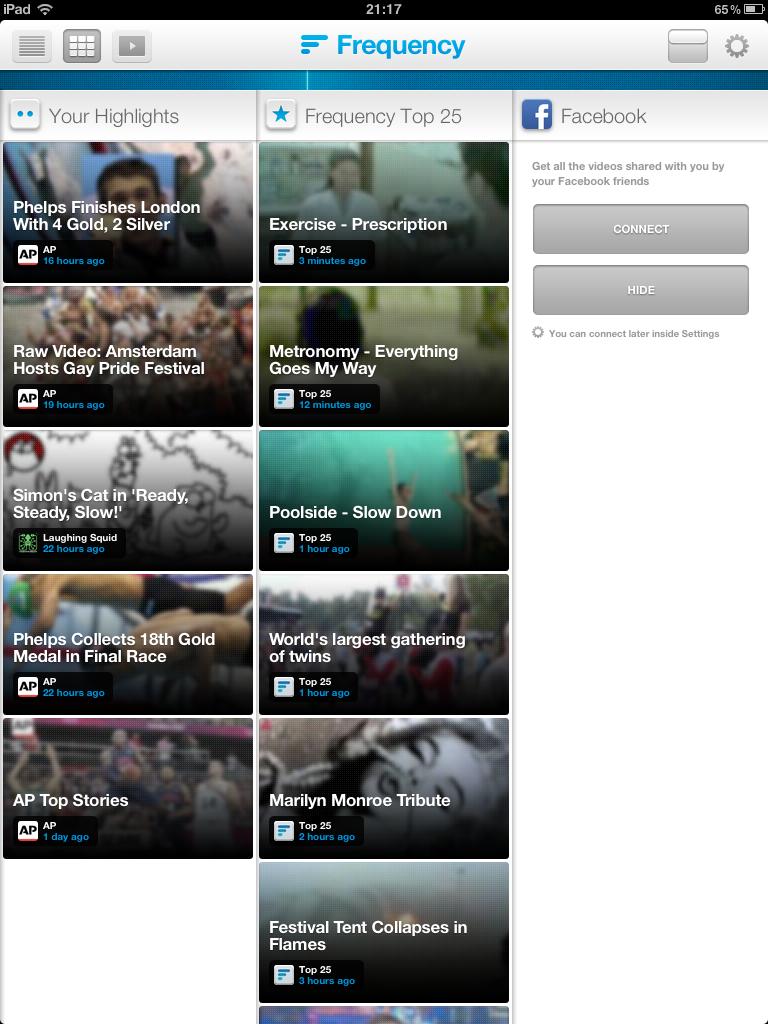 iPad
21:17
65%
Frequency
Your Highlights
Phelps Finishes London
With 4 Gold, 2 Silver
AP
AP
16 hours ago
Raw Video: Amsterdam
Hosts Gay Pride Festival
AP
AP
19 hours ago
Simon's Cat in 'Ready,
Steady, Slow!'
Laughing Squid
22 hours ago
Phelps Collects 18th Gold
Medal in Final Race
AP
AP
22 hours ago
AP
AP Top Stories
AP
AP
1 day ago
Frequency Top 25
Exercise - Prescription
Top 25
3 minutes ago
Metronomy - Everything
Goes My Way
Top 25
12 minutes ago
Poolside - Slow Down
Top 25
1 hour ago
World's largest gathering
of twins
Top 25
1 hour ago
Marilyn Monroe Tribute
Top 25
2 hours ago
Festival Tent Collapses in
Flames
Top 25
3 hours ago
f
Facebook
Get all the videos shared with you by
your Facebook friends
CONNECT
HIDE
You can connect later inside Settings